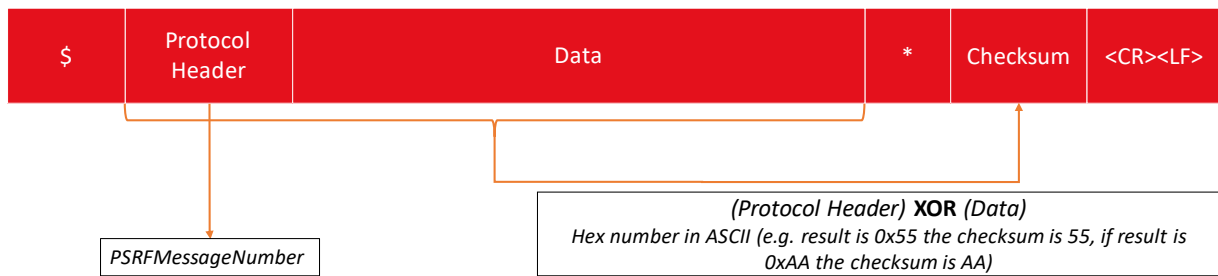 $
Protocol
Header
Data
*
Checksum
<CR><LF>
(Protocol Header) XOR (Data)
Hex number in ASCII (e.g. result is 0x55 the checksum is 55, if result is
0xAA the checksum is AA)
PSRFMessageNumber